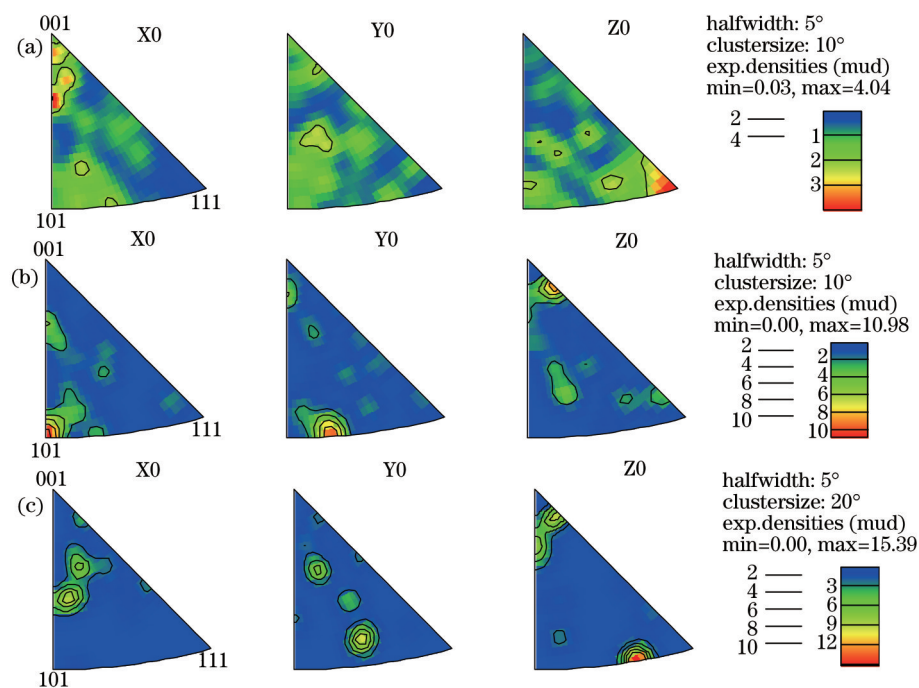 001
(a)
X0
Y0
Z0
halfwidth: 5°
clustersize: 10°
exp.densities (mud)
min=0.03, max=4.04
2
4
1
2
3
101
111
001
(b)
X0
Y0
Z0
halfwidth: 5°
clustersize: 10°
exp.densities (mud)
min=0.00, max=10.98
2
4
6
8
10
2
4
6
8
10
101
111
001
(c)
X0
Y0
Z0
halfwidth: 5°
clustersize: 20°
exp.densities (mud)
min=0.00, max=15.39
2
4
6
8
10
3
6
9
12
101
111